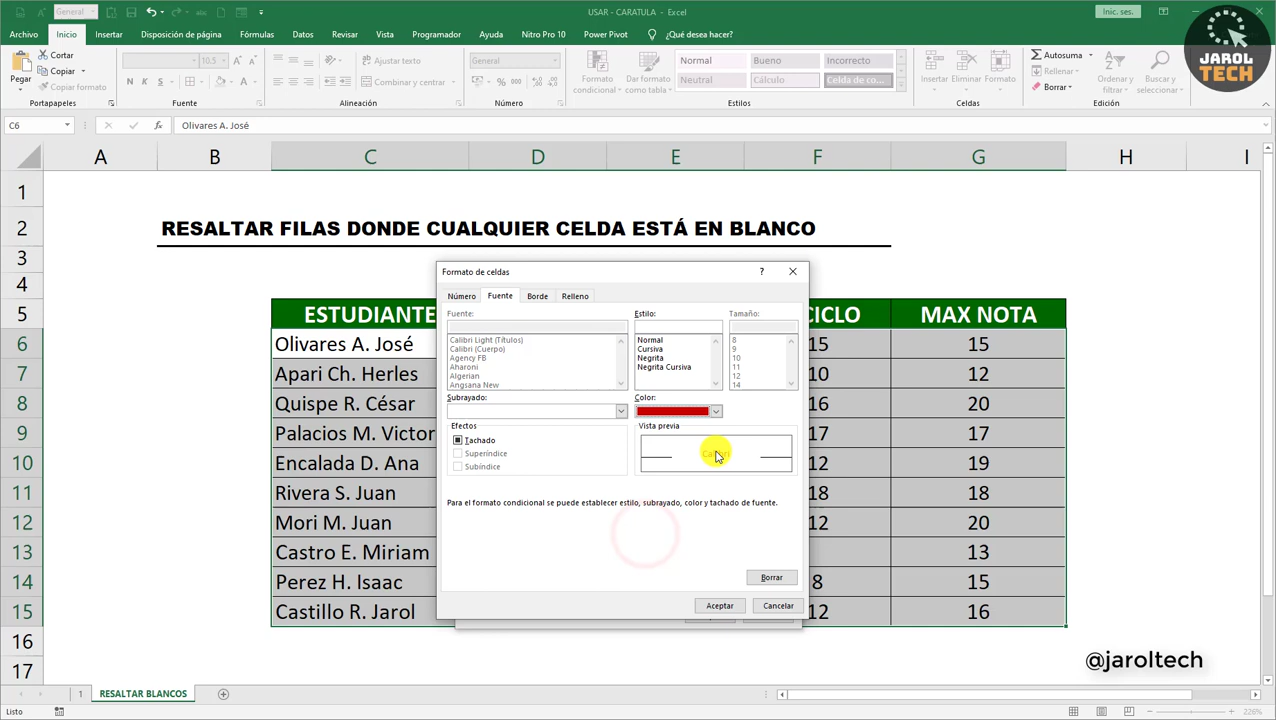 General
USAR - CARATULA - Excel
Inic. ses.
Archivo Inicio Insertar Disposición de página Fórmulas Datos Revisar Vista Programador Ayuda Nitro Pro 10 Power Pivot ¿Qué desea hacer?
JAROL
TECH
Pegar
Cortar
Copiar
Copiar formato
10.5
N K S
Ajustar texto
Combinar y centrar
General
Formato
condicional
Dar formato
como tabla
Normal Bueno Incorrecto
Neutral Cálculo Celda de co...
Insertar Eliminar Formato
Autosuma
Rellenar
Borrar
Ordenar y
filtrar
Buscar y
seleccionar
Portapapeles Fuente Alineación Número Estilos Celdas Edición
C6 fx Olivares A. José
A B C D E F G H I
1
2 RESALTAR FILAS DONDE CUALQUIER CELDA ESTÁ EN BLANCO
3
4
5 ESTUDIANTE CICLO MAX NOTA
6 Olivares A. José 15 15
7 Apari Ch. Herles 10 12
8 Quispe R. César 16 20
9 Palacios M. Victor 17 17
10 Encalada D. Ana 12 19
11 Rivera S. Juan 18 18
12 Mori M. Juan 12 20
13 Castro E. Miriam 13
14 Perez H. Isaac 8 15
15 Castillo R. Jarol 12 16
16
17
Formato de celdas
?
Número Fuente Borde Relleno
Fuente: Estilo: Tamaño:
Calibri Light (Títulos)
Calibri (Cuerpo)
Agency FB
Aharoni
Algerian
Angsana New
Normal
Cursiva
Negrita
Negrita Cursiva
8
9
10
11
12
14
Subrayado: Color:
Efectos
Tachado
Superíndice
Subíndice
Vista previa
Calibri
Para el formato condicional se puede establecer estilo, subrayado, color y tachado de fuente.
Borrar
Aceptar Cancelar
@jaroltech
1 RESALTAR BLANCOS
Listo
226%